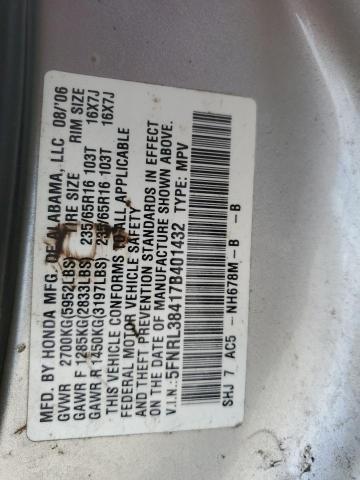 MFD. BY HONDA MFG. OF ALABAMA, LLC 08/'06
GVWR 2700KG(5952LBS) TIRE SIZE RIM SIZE
GAWR F 1285KG(2833LBS) 235/65R16 103T 16X7J
GAWR R 1450KG(3197LBS) 235/65R16 103T 16X7J
THIS VEHICLE CONFORMS TO ALL APPLICABLE
FEDERAL MOTOR VEHICLE SAFETY
AND THEFT PREVENTION STANDARDS IN EFFECT
ON THE DATE OF MANUFACTURE SHOWN ABOVE.
V.I.N.: 5FNRL38417B401432 TYPE: MPV
SHJ 7 AC5 - NH678M - B - B